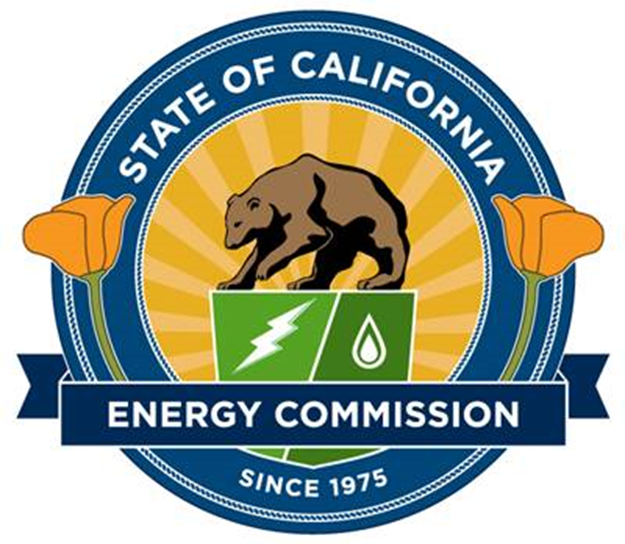 STATE OF CALIFORNIA
ENERGY COMMISSION
SINCE 1975